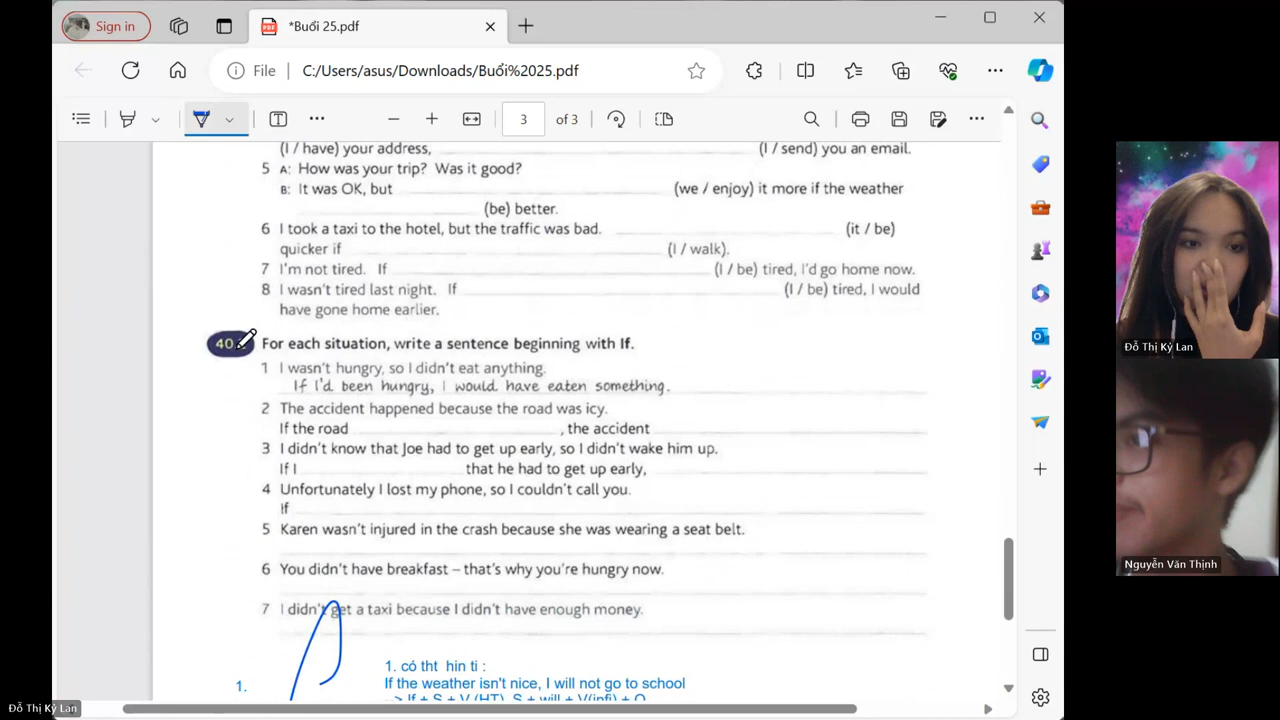 Sign in
*Buổi 25.pdf
File
C:/Users/asus/Downloads/Buổi%2025.pdf
3 of 3
(I / have) your address, (I / send) you an email.
5 A: How was your trip? Was it good?
B: It was OK, but (we / enjoy) it more if the weather
(be) better.
6 I took a taxi to the hotel, but the traffic was bad. (it / be)
quicker if (I / walk).
7 I'm not tired. If (I / be) tired, I'd go home now.
8 I wasn't tired last night. If (I / be) tired, I would
have gone home earlier.
40. For each situation, write a sentence beginning with If.
1 I wasn't hungry, so I didn't eat anything.
If I'd been hungry, I would have eaten something.
2 The accident happened because the road was icy.
If the road , the accident
3 I didn't know that Joe had to get up early, so I didn't wake him up.
If I that he had to get up early,
4 Unfortunately I lost my phone, so I couldn't call you.
If
5 Karen wasn't injured in the crash because she was wearing a seat belt.
6 You didn't have breakfast – that's why you're hungry now.
7 I didn't get a taxi because I didn't have enough money.
1. có tht hin ti :
1. If the weather isn't nice, I will not go to school
--> If + S + V (HT), S + will + V(infi) + O
Đỗ Thị Kỳ Lan
Nguyễn Văn Thịnh
Đỗ Thị Kỳ Lan